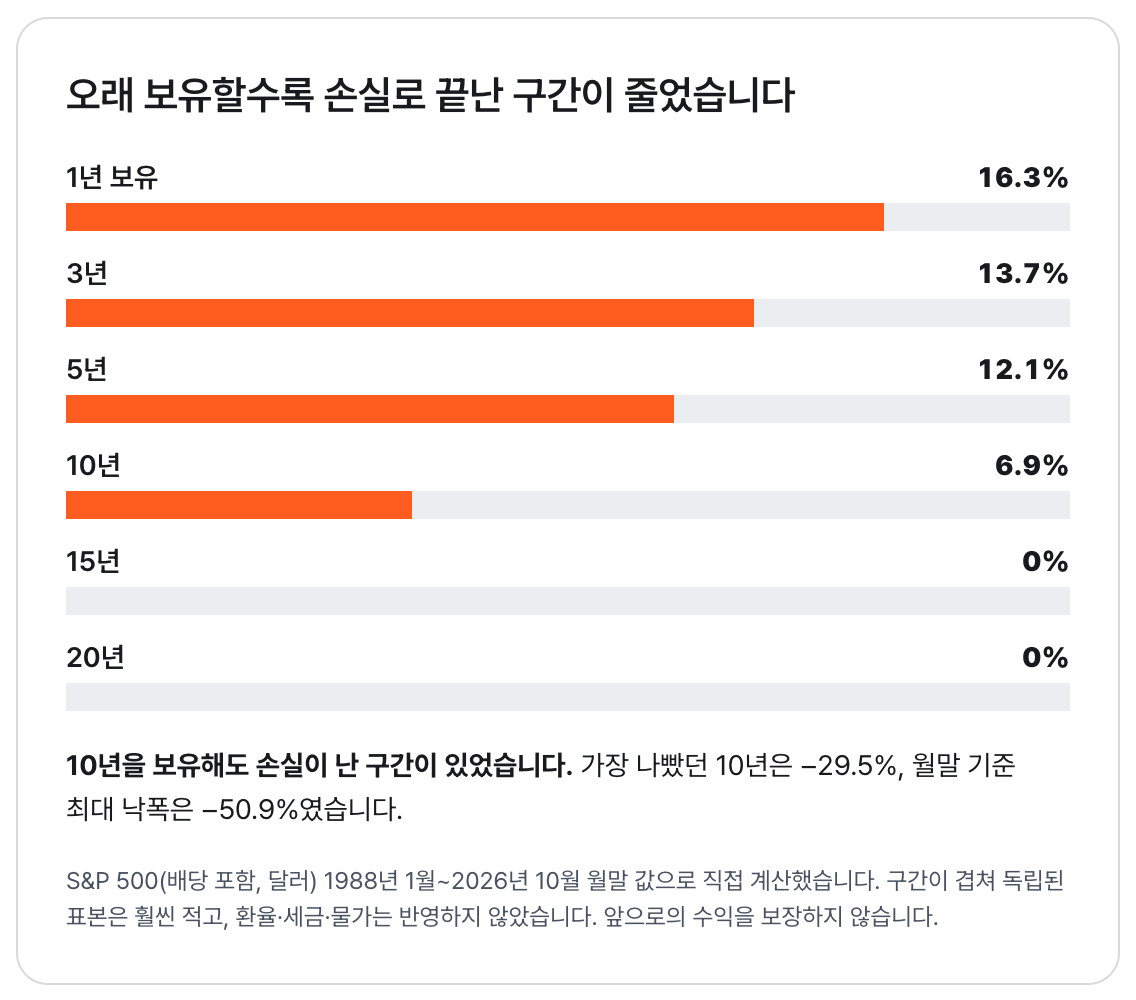 오래 보유할수록 손실로 끝난 구간이 줄었습니다
1년 보유 16.3%
3년 13.7%
5년 12.1%
10년 6.9%
15년 0%
20년 0%
10년을 보유해도 손실이 난 구간이 있었습니다. 가장 나빴던 10년은 −29.5%, 월말 기준
최대 낙폭은 −50.9%였습니다.
S&P 500(배당 포함, 달러) 1988년 1월~2026년 10월 월말 값으로 직접 계산했습니다. 구간이 겹쳐 독립된
표본은 훨씬 적고, 환율·세금·물가는 반영하지 않았습니다. 앞으로의 수익을 보장하지 않습니다.